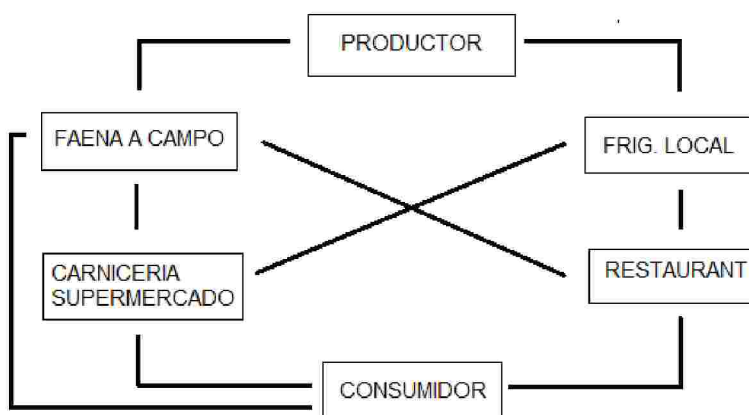 PRODUCTOR
FAENA A CAMPO
FRIG. LOCAL
CARNICERIA
SUPERMERCADO
RESTAURANT
CONSUMIDOR